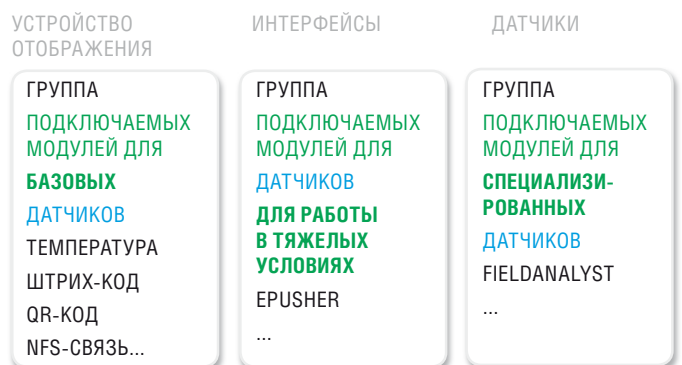 УСТРОЙСТВО
ОТОБРАЖЕНИЯ
ГРУППА
ПОДКЛЮЧАЕМЫХ
МОДУЛЕЙ ДЛЯ
БАЗОВЫХ
ДАТЧИКОВ
ТЕМПЕРАТУРА
ШТРИХ-КОД
QR-КОД
NFS-СВЯЗЬ...
ИНТЕРФЕЙСЫ
ГРУППА
ПОДКЛЮЧАЕМЫХ
МОДУЛЕЙ ДЛЯ
ДАТЧИКОВ
ДЛЯ РАБОТЫ
В ТЯЖЕЛЫХ
УСЛОВИЯХ
EPUSHER
...
ДАТЧИКИ
ГРУППА
ПОДКЛЮЧАЕМЫХ
МОДУЛЕЙ ДЛЯ
СПЕЦИАЛИЗИ-
РОВАННЫХ
ДАТЧИКОВ
FIELDANALYST
...